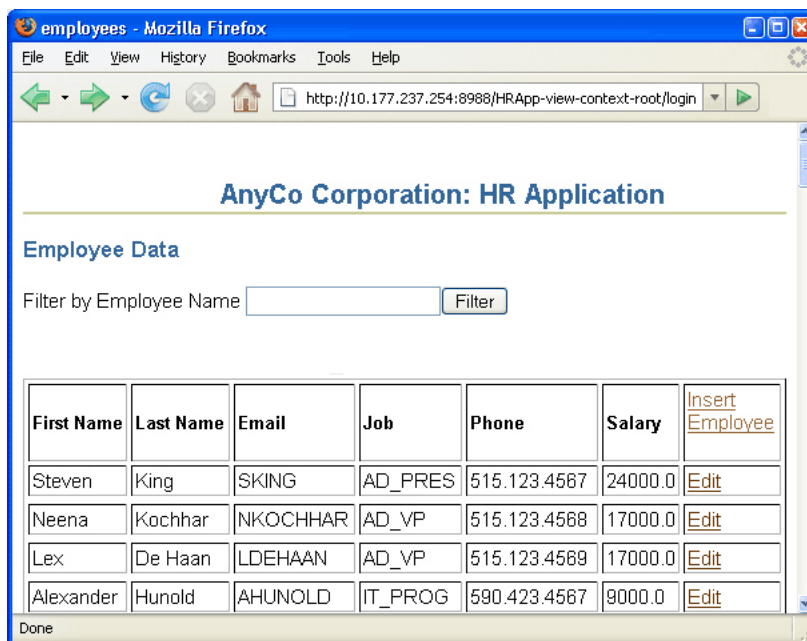 employees - Mozilla Firefox
File Edit View History Bookmarks Tools Help
http://10.177.237.254:8988/HRApp-view-context-root/login
AnyCo Corporation: HR Application
Employee Data
Filter by Employee Name Filter
First Name Last Name Email Job Phone Salary Insert Employee
Steven King SKING AD_PRES 515.123.4567 24000.0 Edit
Neena Kochhar NKOCHHAR AD_VP 515.123.4568 17000.0 Edit
Lex De Haan LDEHAAN AD_VP 515.123.4569 17000.0 Edit
Alexander Hunold AHUNOLD IT_PROG 590.423.4567 9000.0 Edit
Done